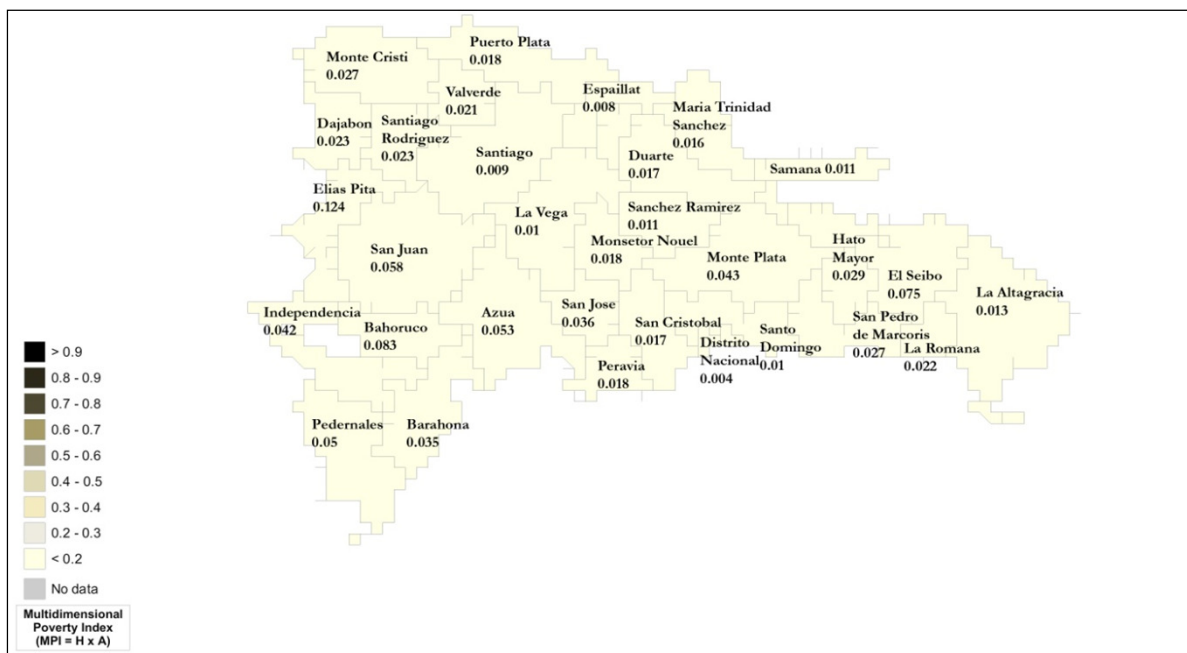 Puerto Plata
0.018
Monte Cristi
0.027
Valverde
0.021
Espaillat
0.008
Maria Trinidad
Sanchez
0.016
Dajabon
0.023
Santiago
Rodriguez
0.023
Santiago
0.009
Duarte
0.017
Samana 0.011
Elias Pita
0.124
La Vega
0.01
Sanchez Ramirez
0.011
San Juan
0.058
Monsetor Nouel
0.018
Monte Plata
0.043
Hato
Mayor
0.029
El Seibo
0.075
La Altagracia
0.013
Independencia
0.042
Bahoruco
0.083
Azua
0.053
San Jose
0.036
San Cristobal
0.017
Distrito
Nacional
0.004
Santo
Domingo
0.01
San Pedro
de Marcoris
0.027
La Romana
0.022
Peravia
0.018
Pedernales
0.05
Barahona
0.035
> 0.9
0.8 - 0.9
0.7 - 0.8
0.6 - 0.7
0.5 - 0.6
0.4 - 0.5
0.3 - 0.4
0.2 - 0.3
< 0.2
No data
Multidimensional
Poverty Index
(MPI = H x A)